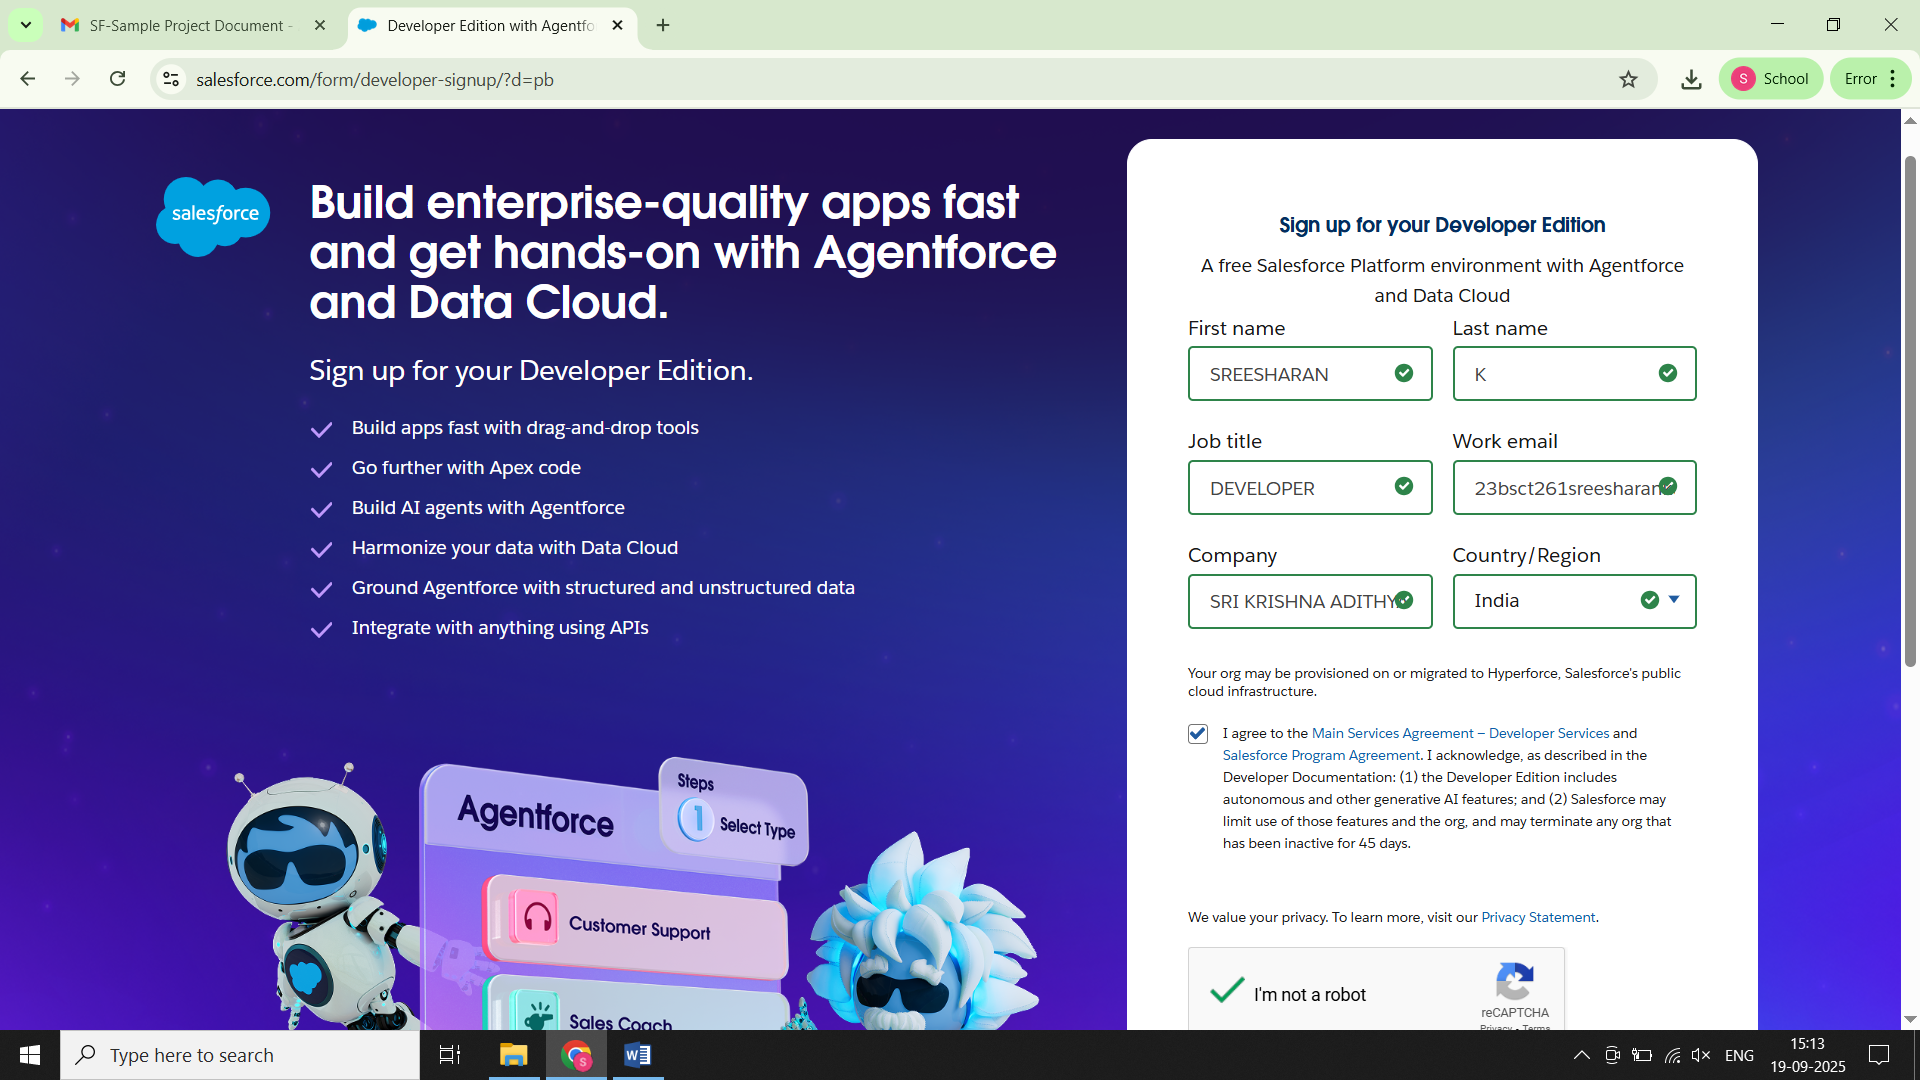 SF-Sample Project Document -
Developer Edition with Agentfo
salesforce.com/form/developer-signup/?d=pb
S
School
Error
salesforce
Build enterprise-quality apps fast
and get hands-on with Agentforce
and Data Cloud.
Sign up for your Developer Edition.
Build apps fast with drag-and-drop tools
Go further with Apex code
Build AI agents with Agentforce
Harmonize your data with Data Cloud
Ground Agentforce with structured and unstructured data
Integrate with anything using APIs
Agentforce
Steps
1
Select Type
Customer Support
Sales Coach
Sign up for your Developer Edition
A free Salesforce Platform environment with Agentforce
and Data Cloud
First name
Last name
SREESHARAN
K
Job title
Work email
DEVELOPER
23bsct261sreesharan
Company
Country/Region
SRI KRISHNA ADITHY
India
Your org may be provisioned on or migrated to Hyperforce, Salesforce's public
cloud infrastructure.
I agree to the Main Services Agreement – Developer Services and
Salesforce Program Agreement. I acknowledge, as described in the
Developer Documentation: (1) the Developer Edition includes
autonomous and other generative AI features; and (2) Salesforce may
limit use of those features and the org, and may terminate any org that
has been inactive for 45 days.
We value your privacy. To learn more, visit our Privacy Statement.
I'm not a robot
reCAPTCHA
Privacy - Terms
Type here to search
S
W
ENG
15:13
19-09-2025